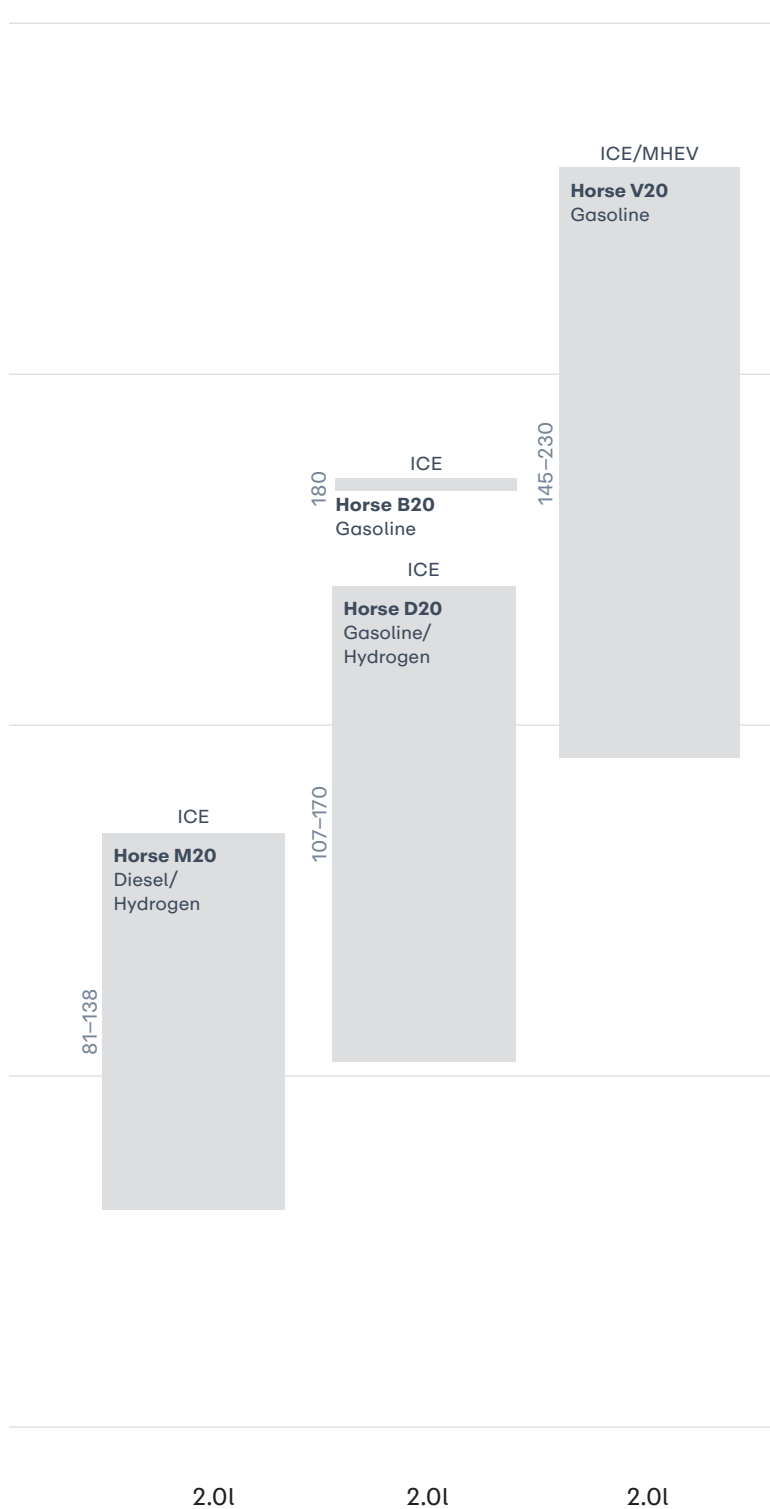 ICE/MHEV
Horse V20
Gasoline
145–230
ICE
180
Horse B20
Gasoline
ICE
Horse D20
Gasoline/
Hydrogen
107–170
ICE
Horse M20
Diesel/
Hydrogen
81–138
2.0l
2.0l
2.0l